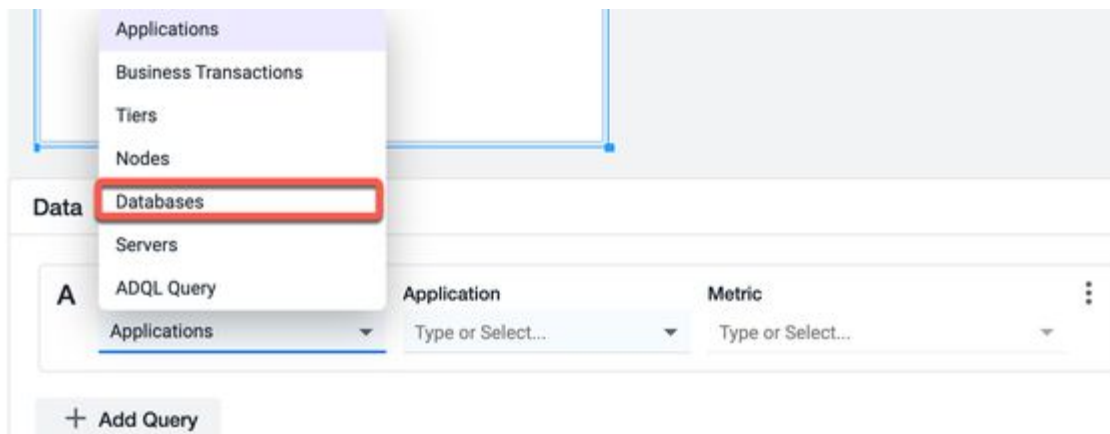 Applications
Business Transactions
Tiers
Nodes
Databases
Data
Servers
ADQL Query
A
Application
Metric
Applications
Type or Select...
Type or Select...
+ Add Query